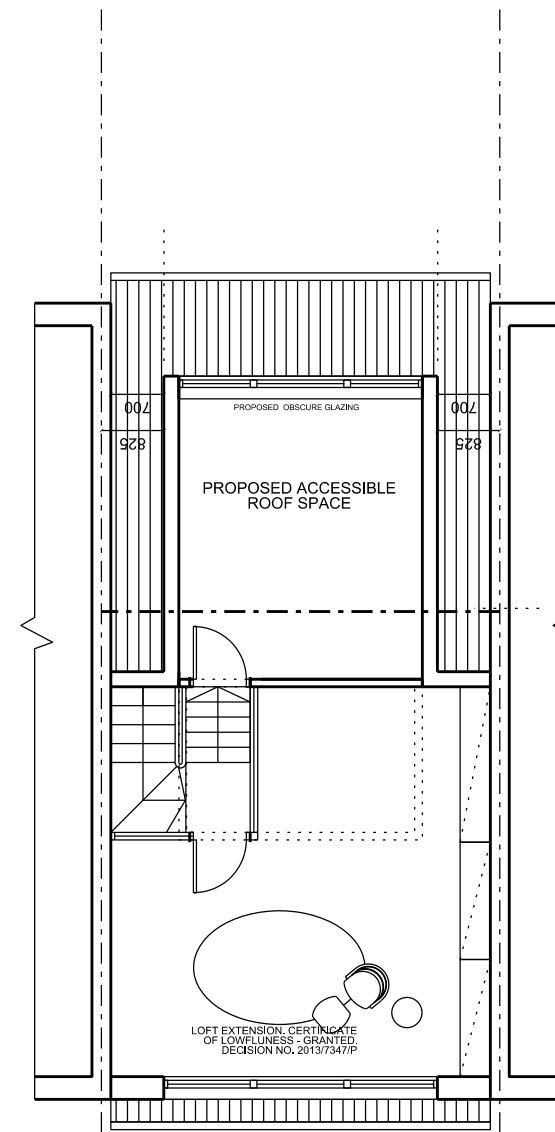 700
700
825
825
PROPOSED OBSCURE GLAZING
PROPOSED ACCESSIBLE
ROOF SPACE
LOFT EXTENSION. CERTIFICATE
OF LOWFLUNESS - GRANTED.
DECISION NO. 2013/7347/P